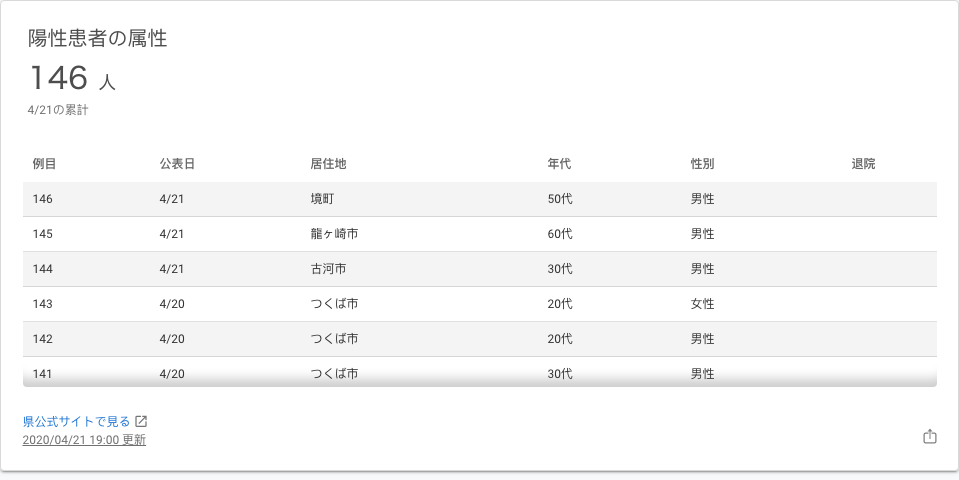 陽性患者の属性
146 人
4/21の累計
例目 公表日 居住地 年代 性別 退院
146 4/21 境町 50代 男性
145 4/21 龍ヶ崎市 60代 男性
144 4/21 古河市 30代 男性
143 4/20 つくば市 20代 女性
142 4/20 つくば市 20代 男性
141 4/20 つくば市 30代 男性
県公式サイトで見る
2020/04/21 19:00 更新